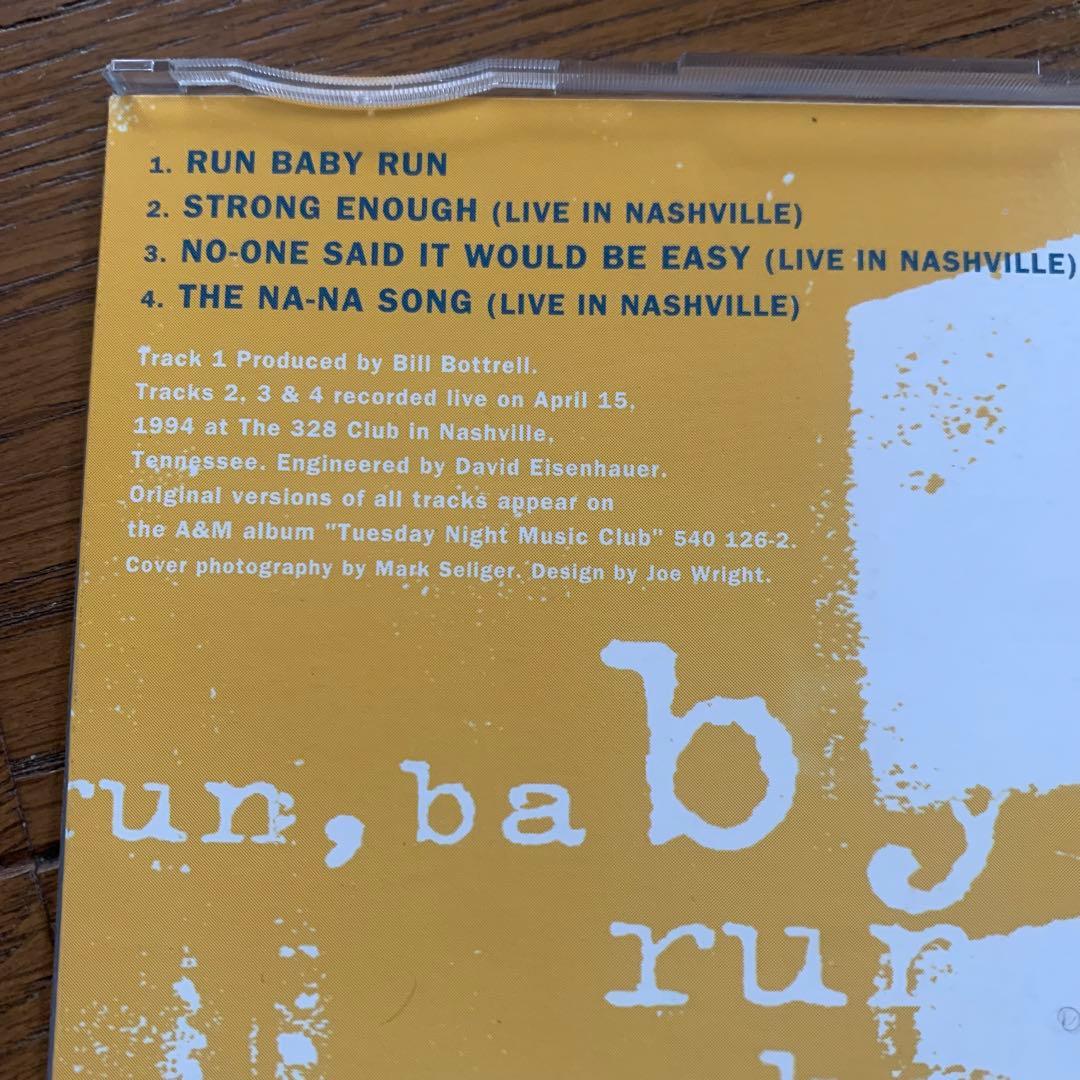 1. RUN BABY RUN
2. STRONG ENOUGH (LIVE IN NASHVILLE)
3. NO-ONE SAID IT WOULD BE EASY (LIVE IN NASHVILLE)
4. THE NA-NA SONG (LIVE IN NASHVILLE)
Track 1 Produced by Bill Bottrell.
Tracks 2, 3 & 4 recorded live on April 15,
1994 at The 328 Club in Nashville,
Tennessee. Engineered by David Eisenhauer.
Original versions of all tracks appear on
the A&M album "Tuesday Night Music Club" 540 126-2.
Cover photography by Mark Seliger. Design by Joe Wright.
run, baby
run